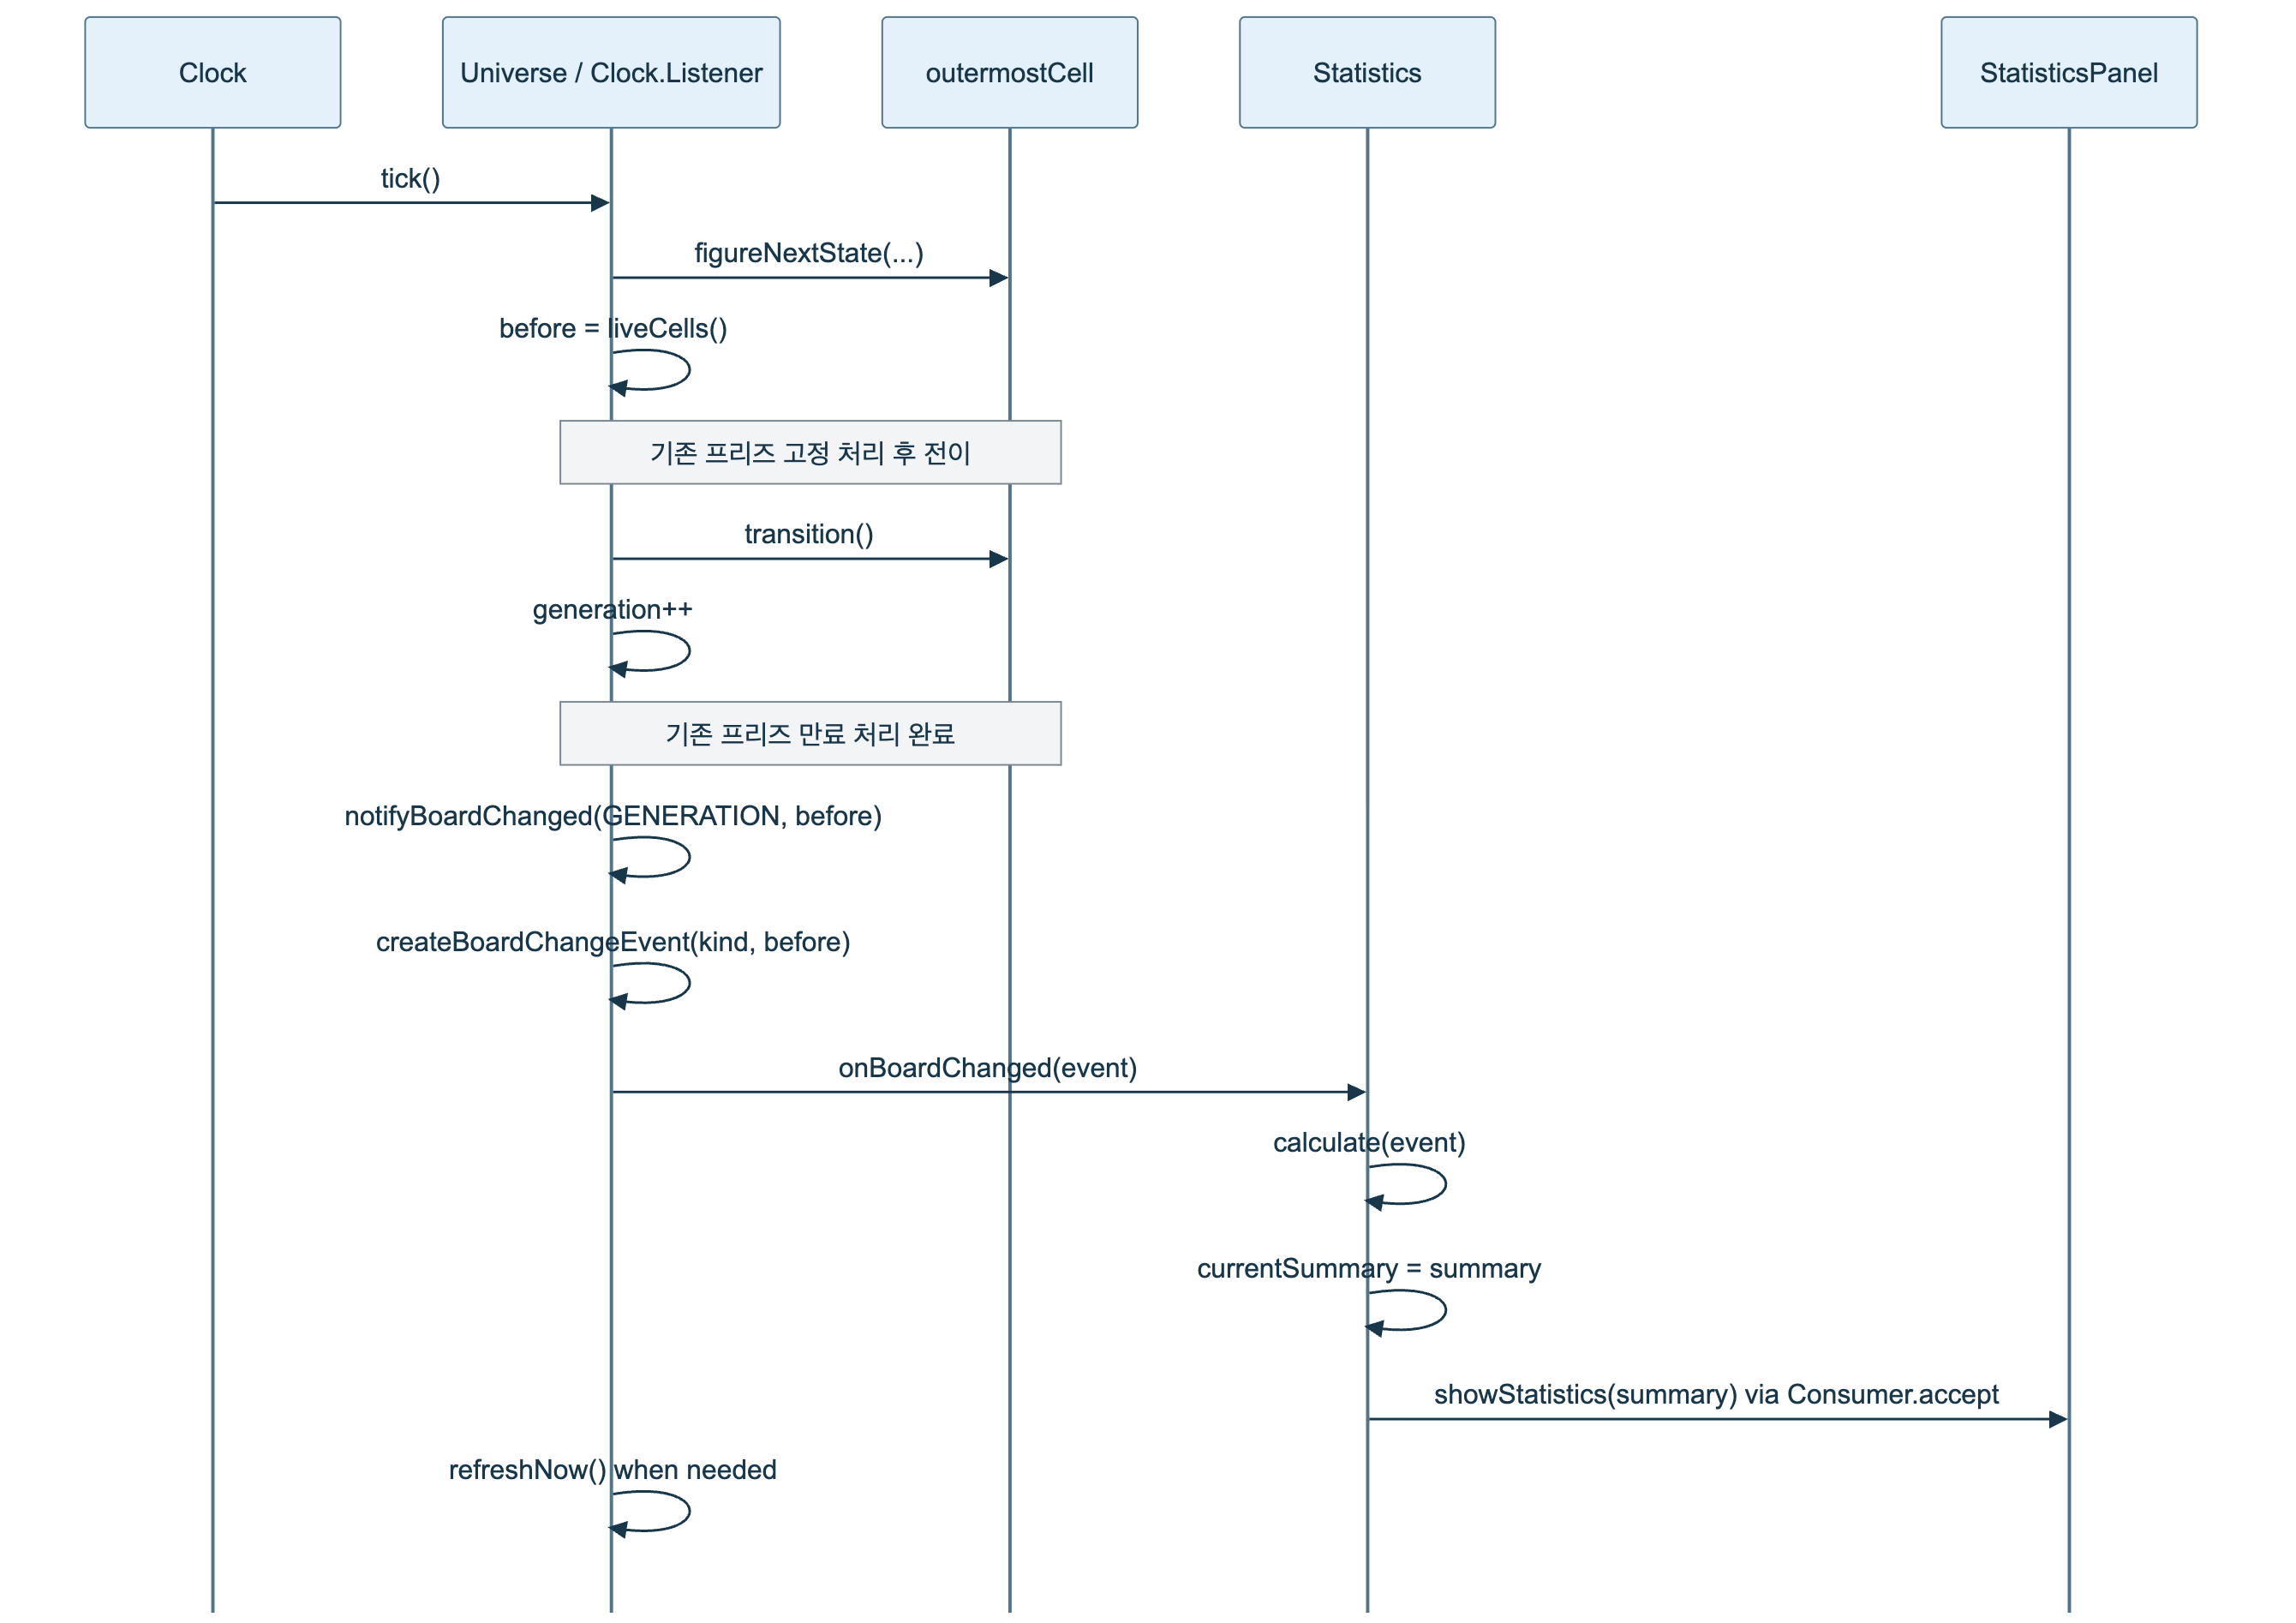 Clock
Universe / Clock.Listener
outermostCell
Statistics
StatisticsPanel
tick()
figureNextState(...)
before = liveCells()
기존 프리즈 고정 처리 후 전이
transition()
generation++
기존 프리즈 만료 처리 완료
notifyBoardChanged(GENERATION, before)
createBoardChangeEvent(kind, before)
onBoardChanged(event)
calculate(event)
currentSummary = summary
showStatistics(summary) via Consumer.accept
refreshNow() when needed